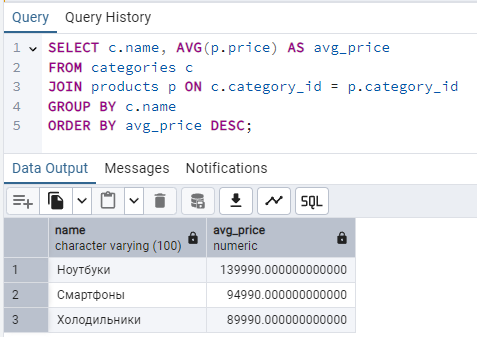 Query Query History
1 SELECT c.name, AVG(p.price) AS avg_price
2 FROM categories c
3 JOIN products p ON c.category_id = p.category_id
4 GROUP BY c.name
5 ORDER BY avg_price DESC;
Data Output Messages Notifications
SQL
name avg_price
character varying (100) numeric
1 Ноутбуки 139990.000000000000
2 Смартфоны 94990.000000000000
3 Холодильники 89990.000000000000